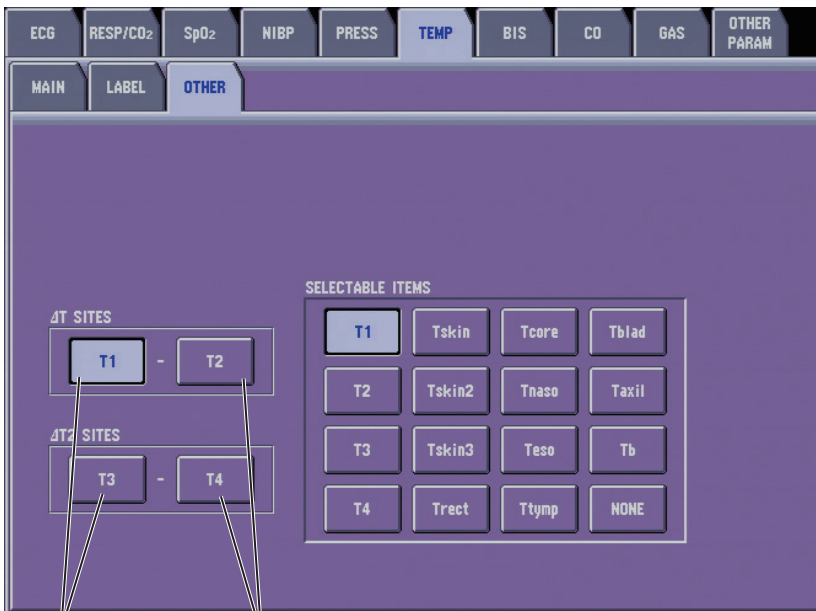 ECG RESP/CO₂ SpO₂ NIBP PRESS TEMP BIS CO GAS OTHER PARAM
MAIN LABEL OTHER
SELECTABLE ITEMS
ΔT SITES
T1 - T2
ΔT2 SITES
T3 - T4
T1 Tskin Tcore Tblad
T2 Tskin2 Tnaso Taxil
T3 Tskin3 Teso Tb
T4 Trect Ttymp NONE